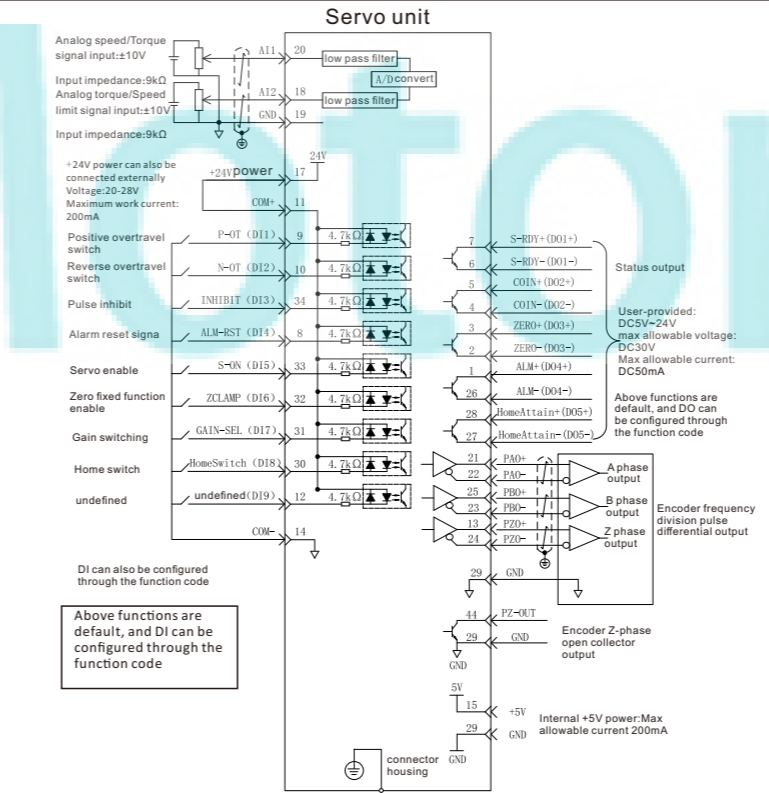 Servo unit
Analog speed/Torque
signal input:±10V
Input impedance:9kΩ
Analog torque/Speed
limit signal input:±10V
Input impedance:9kΩ
AI1 20
low pass filter
A/D convert
AI2 18
low pass filter
GND 19
+24V power can also be
connected externally
Voltage:20-28V
Maximum work current:
200mA
+24V power 17
24V
COM+ 11
Positive overtravel
switch
P-OT (DI1) 9 4.7kΩ
Reverse overtravel
switch
N-OT (DI2) 10 4.7kΩ
Pulse inhibit
INHIBIT (DI3) 34 4.7kΩ
Alarm reset signa
ALM-RST (DI4) 8 4.7kΩ
Servo enable
S-ON (DI5) 33 4.7kΩ
Zero fixed function
enable
ZCLAMP (DI6) 32 4.7kΩ
Gain switching
GAIN-SEL (DI7) 31 4.7kΩ
Home switch
HomeSwitch (DI8) 30 4.7kΩ
undefined
undefined(DI9) 12 4.7kΩ
COM- 14
DI can also be configured
through the function code
Above functions are
default, and DI can be
configured through the
function code
7 S-RDY+(DO1+)
6 S-RDY-(DO1-)
5 COIN+(DO2+)
4 COIN-(DO2-)
3 ZERO+(DO3+)
2 ZERO-(DO3-)
1 ALM+(DO4+)
26 ALM-(DO4-)
28 HomeAttain+(DO5+)
27 HomeAttain-(DO5-)
Status output
User-provided:
DC5V~24V
max allowable voltage:
DC30V
Max allowable current:
DC50mA
Above functions are
default, and DO can
be configured through
the function code
21 PAO+
22 PAO-
25 PBO+
23 PBO-
13 PZO+
24 PZO-
A phase
output
B phase
output
Z phase
output
Encoder frequency
division pulse
differential output
29 GND
44 PZ-OUT
29 GND
GND
Encoder Z-phase
open collector
output
5V
15 +5V
29 GND
GND
Internal +5V power:Max
allowable current 200mA
connector
housing
Motor